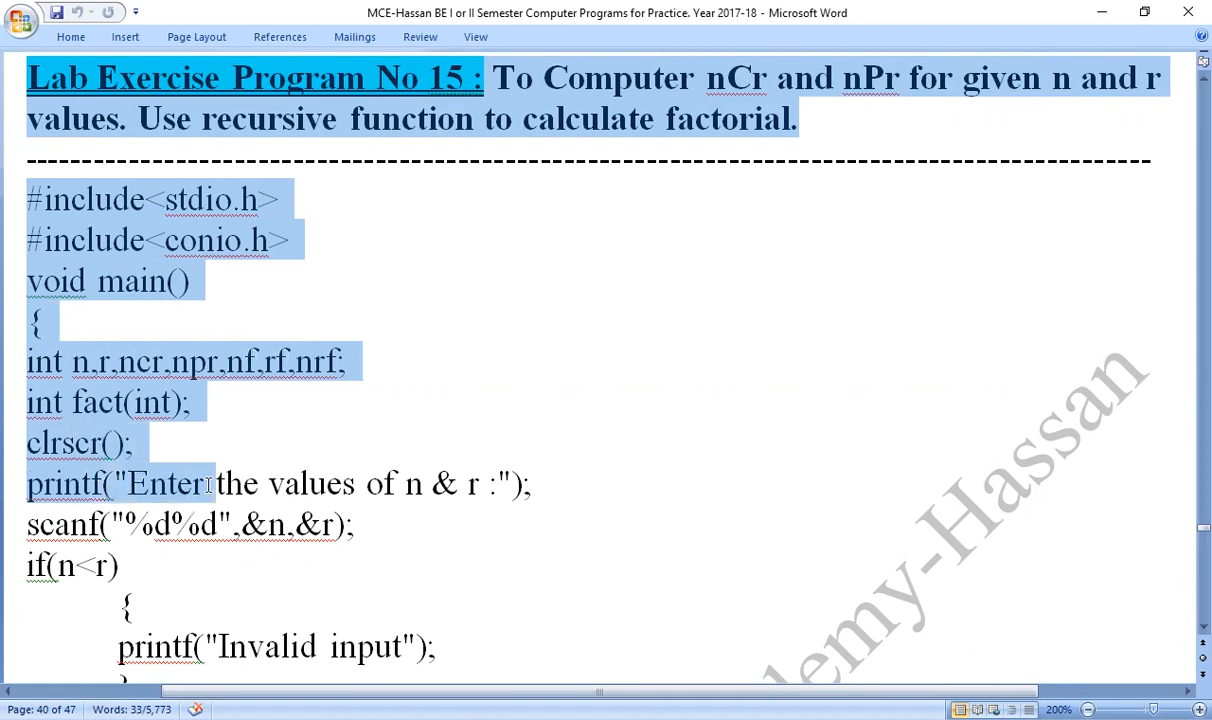 MCE-Hassan BE I or II Semester Computer Programs for Practice. Year 2017-18 - Microsoft Word
Home Insert Page Layout References Mailings Review View
Lab Exercise Program No 15 : To Computer nCr and nPr for given n and r
values. Use recursive function to calculate factorial.
--------------------------------------------------------------------------------------------
#include<stdio.h>
#include<conio.h>
void main()
{
int n,r,ncr,npr,nf,rf,nrf;
int fact(int);
clrscr();
printf("Enter the values of n & r :");
scanf("%d%d",&n,&r);
if(n<r)
{
printf("Invalid input");
}
demy-Hassan
Page: 40 of 47 Words: 33/5,773 200%